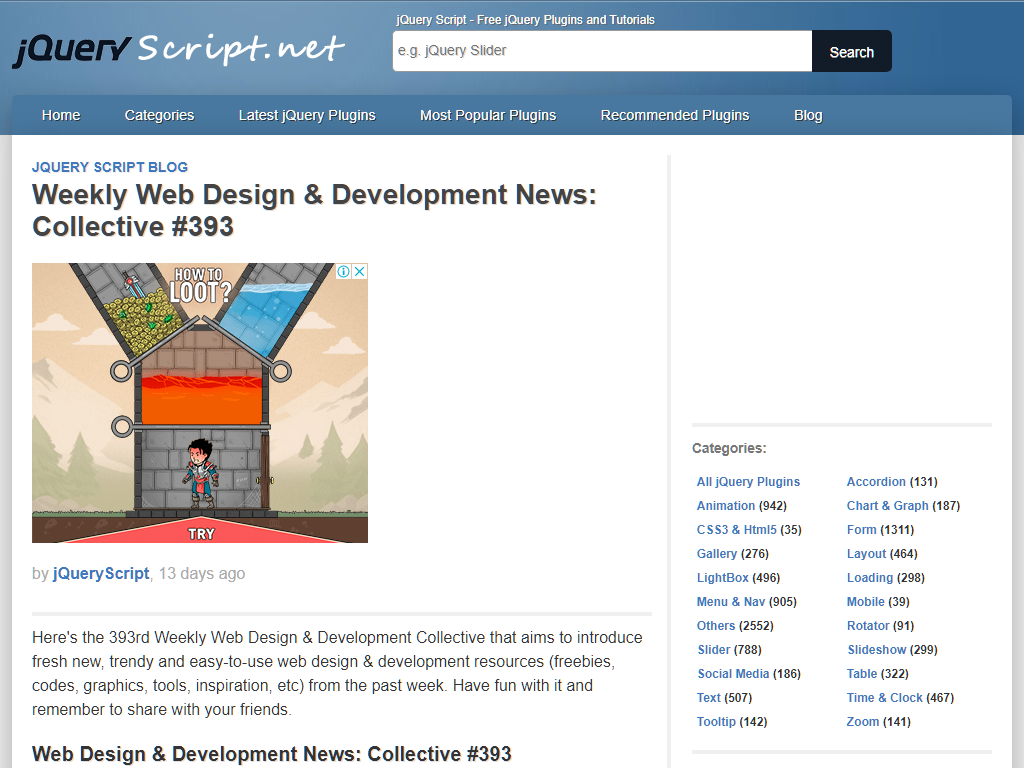 jQuery Script - Free jQuery Plugins and Tutorials
jQuery Script.net
e.g. jQuery Slider
Search
Home
Categories
Latest jQuery Plugins
Most Popular Plugins
Recommended Plugins
Blog
JQUERY SCRIPT BLOG
Weekly Web Design & Development News:
Collective #393
HOW TO
LOOT?
TRY
by jQueryScript, 13 days ago
Here's the 393rd Weekly Web Design & Development Collective that aims to introduce
fresh new, trendy and easy-to-use web design & development resources (freebies,
codes, graphics, tools, inspiration, etc) from the past week. Have fun with it and
remember to share with your friends.
Web Design & Development News: Collective #393
Categories:
All jQuery Plugins
Accordion (131)
Animation (942)
Chart & Graph (187)
CSS3 & Html5 (35)
Form (1311)
Gallery (276)
Layout (464)
LightBox (496)
Loading (298)
Menu & Nav (905)
Mobile (39)
Others (2552)
Rotator (91)
Slider (788)
Slideshow (299)
Social Media (186)
Table (322)
Text (507)
Time & Clock (467)
Tooltip (142)
Zoom (141)